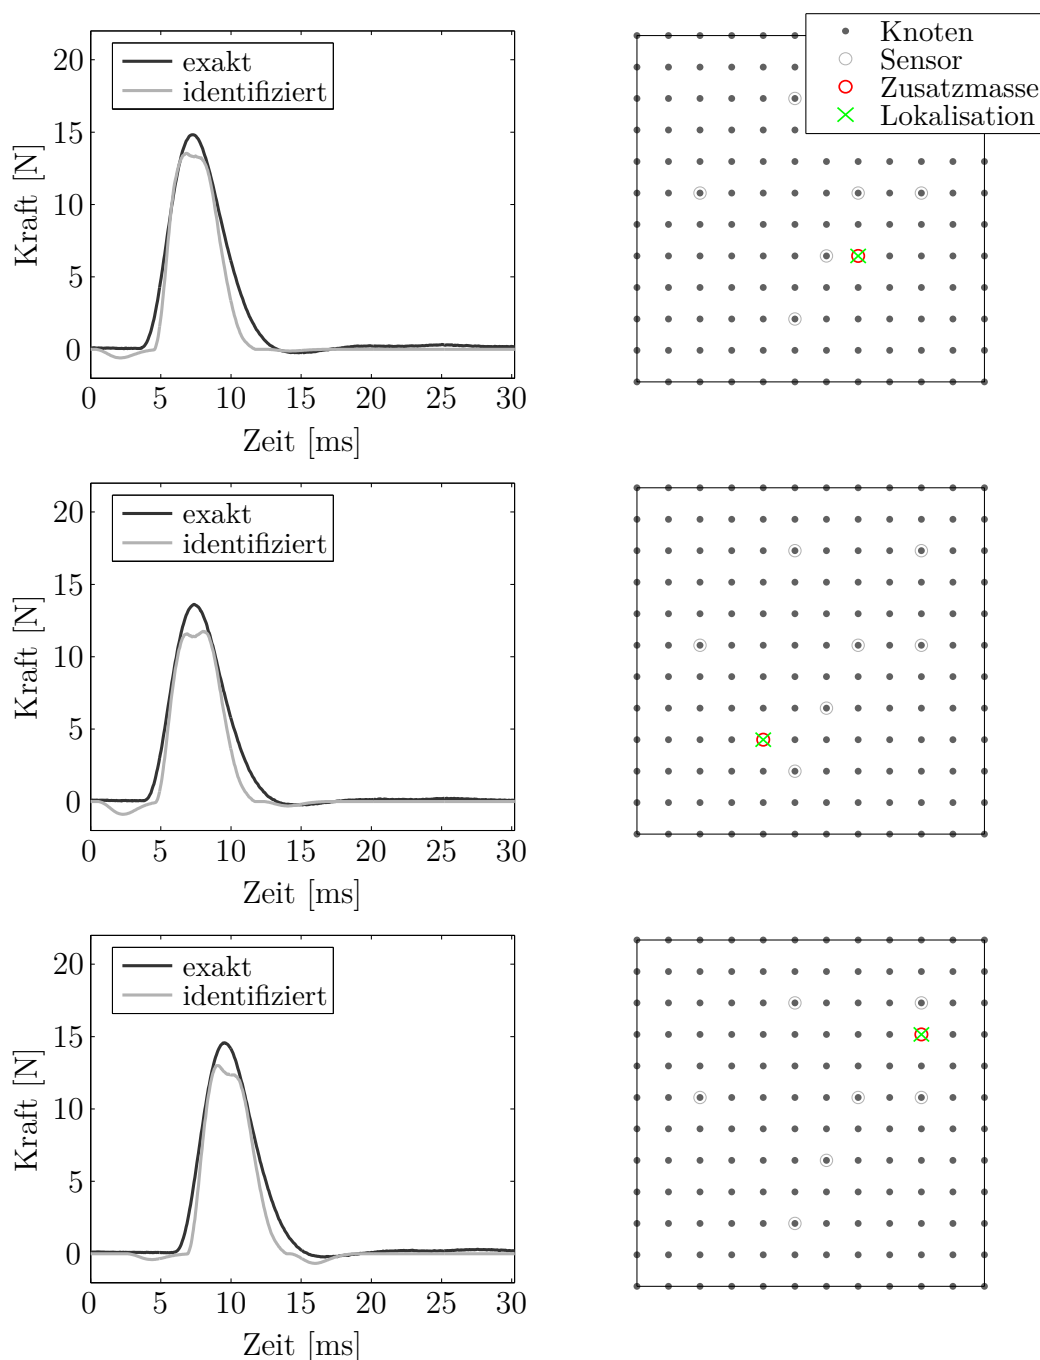 20
15
10
5
0
Kraft [N]
exakt
identifiziert
0 5 10 15 20 25 30
Zeit [ms]
Knoten
Sensor
Zusatzmasse
Lokalisation
20
15
10
5
0
Kraft [N]
exakt
identifiziert
0 5 10 15 20 25 30
Zeit [ms]
20
15
10
5
0
Kraft [N]
exakt
identifiziert
0 5 10 15 20 25 30
Zeit [ms]